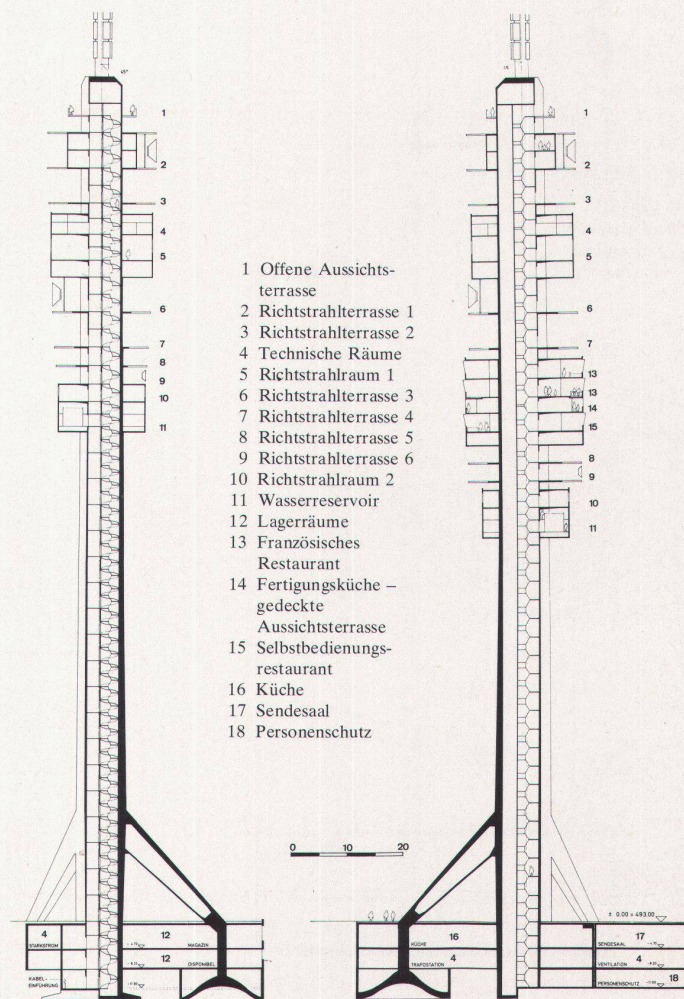 1
2
3
4
5
6
7
8
9
10
11
1 Offene Aussichts-
terrasse
2 Richtstrahlterrasse 1
3 Richtstrahlterrasse 2
4 Technische Räume
5 Richtstrahlraum 1
6 Richtstrahlterrasse 3
7 Richtstrahlterrasse 4
8 Richtstrahlterrasse 5
9 Richtstrahlterrasse 6
10 Richtstrahlraum 2
11 Wasserreservoir
12 Lagerräume
13 Französisches
Restaurant
14 Fertigungsküche –
gedeckte
Aussichtsterrasse
15 Selbstbedienungs-
restaurant
16 Küche
17 Sendesaal
18 Personenschutz
1
2
3
4
5
6
7
13
13
14
15
8
9
10
11
0 10 20
4
STARKSTROM
KABEL-
EINFÜHRUNG
12
MAGAZIN
12
DISPONIBEL
± 0.00 = 493.00
16
KÜCHE
4
TRAFOSTATION
17
SENDESAAL
VENTILATION 4
18
PERSONENSCHUTZ